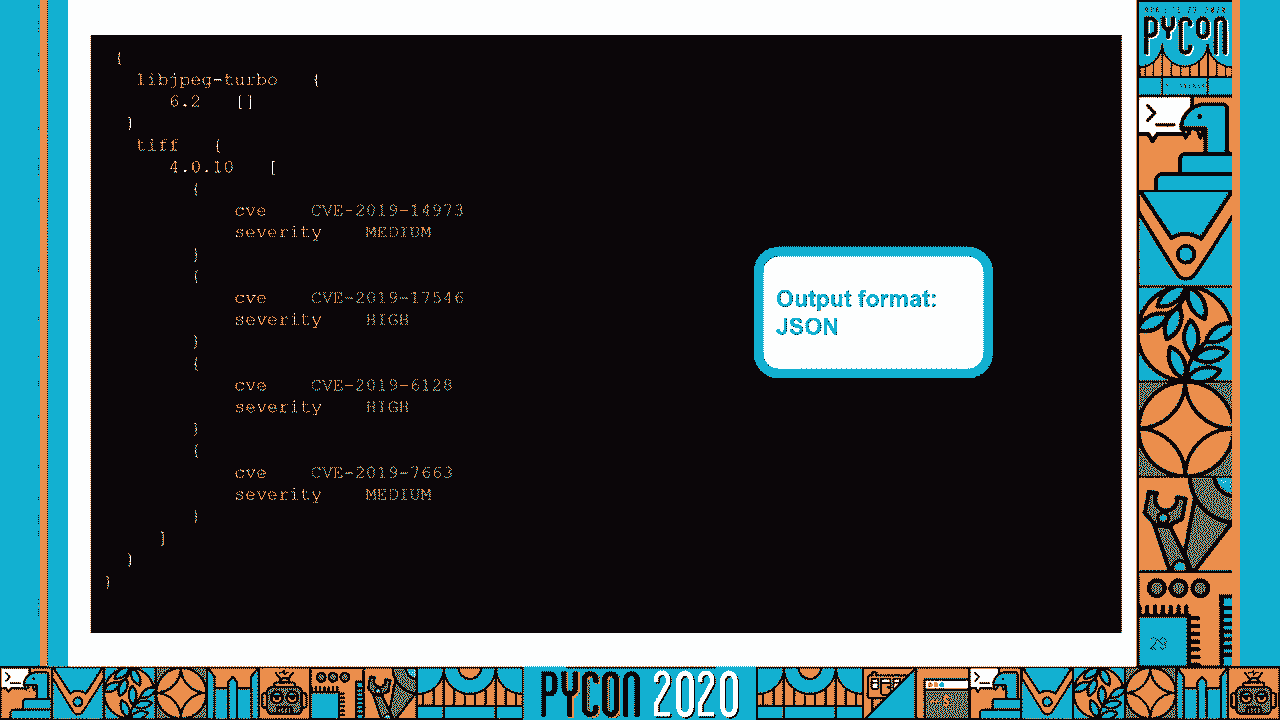 {
libjpeg-turbo {
6.2 []
}
tiff {
4.0.10 [
{
cve CVE-2019-14973
severity MEDIUM
}
{
cve CVE-2019-17546
severity HIGH
}
{
cve CVE-2019-6128
severity HIGH
}
{
cve CVE-2019-7663
severity MEDIUM
}
]
}
}
Output format:
JSON
PYCON
29
PYCON 2020